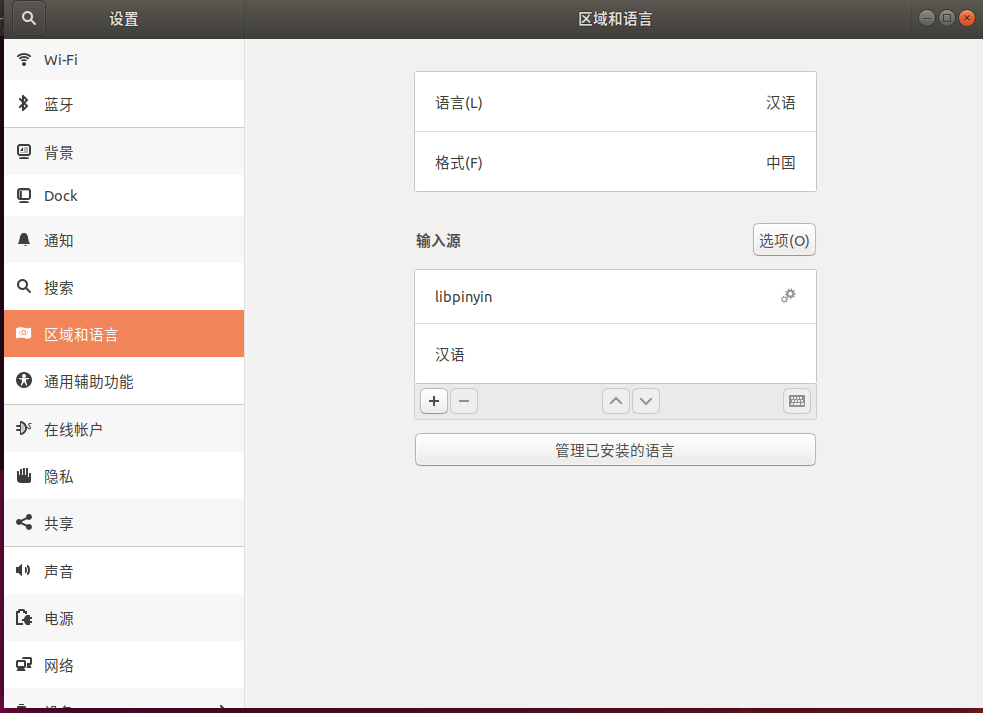 设置
区域和语言
Wi-Fi
蓝牙
背景
Dock
通知
搜索
区域和语言
通用辅助功能
在线帐户
隐私
共享
声音
电源
网络
语言(L) 汉语
格式(F) 中国
输入源 选项(O)
libpinyin
汉语
管理已安装的语言